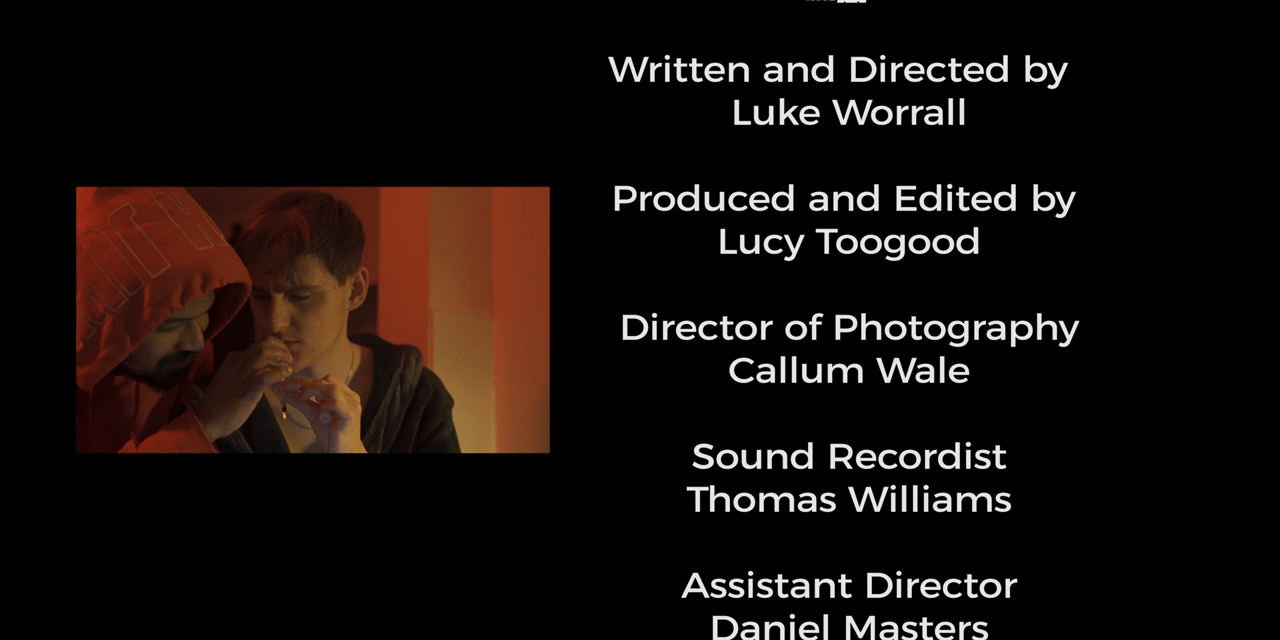 Written and Directed by
Luke Worrall
Produced and Edited by
Lucy Toogood
Director of Photography
Callum Wale
Sound Recordist
Thomas Williams
Assistant Director
Daniel Masters